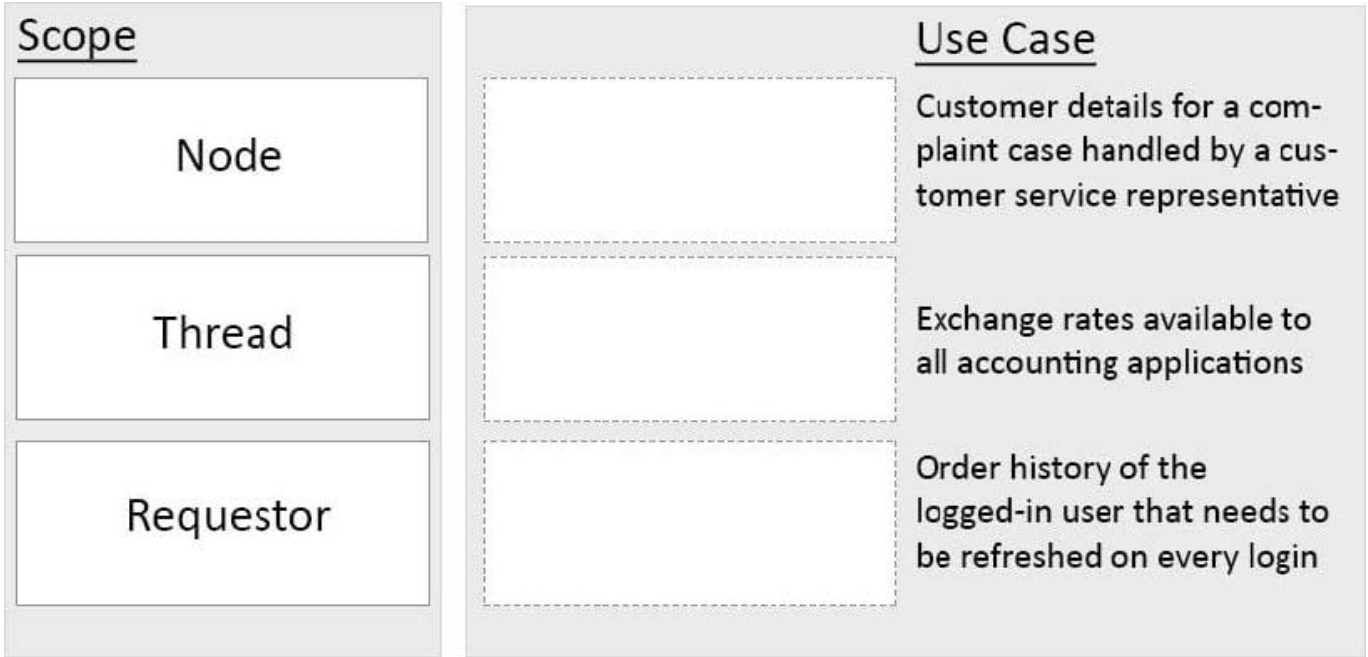 Scope
Node
Thread
Requestor
Use Case
Customer details for a com-
plaint case handled by a cus-
tomer service representative
Exchange rates available to
all accounting applications
Order history of the
logged-in user that needs to
be refreshed on every login